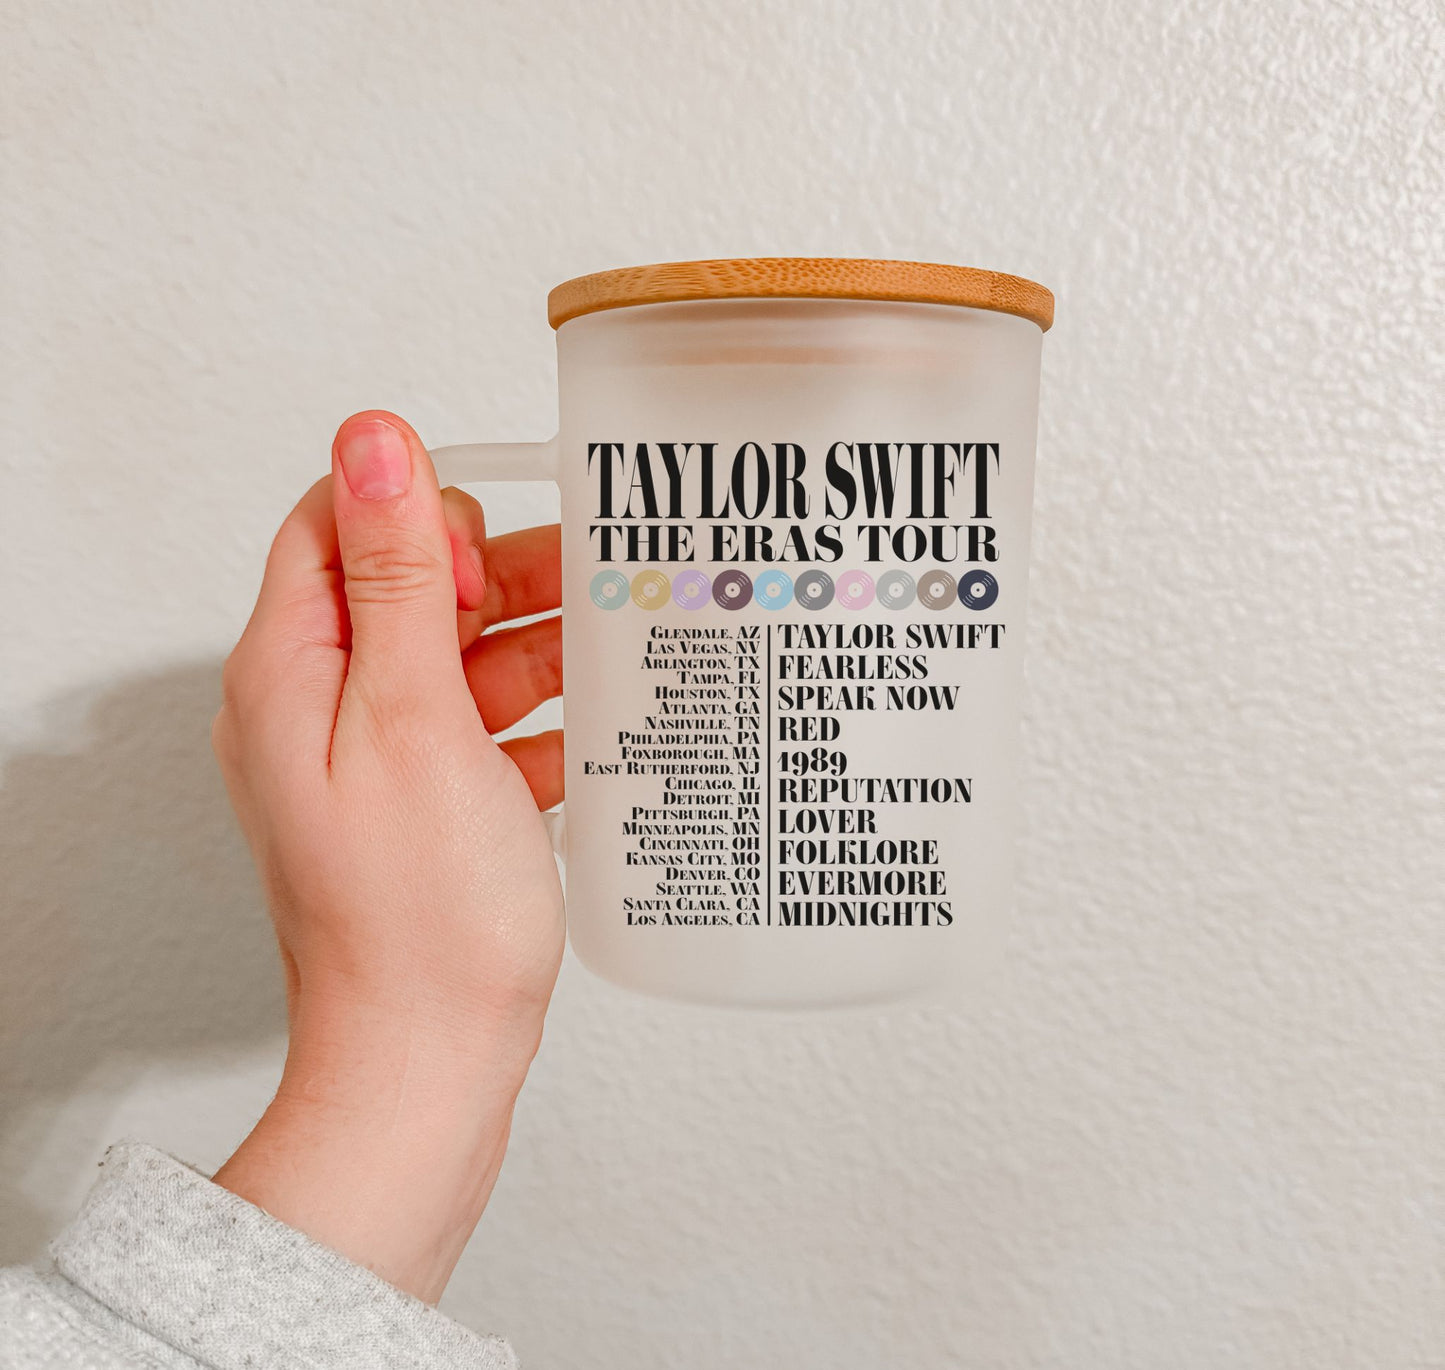 TAYLOR SWIFT
THE ERAS TOUR
GLENDALE, AZ
LAS VEGAS, NV
ARLINGTON, TX
TAMPA, FL
HOUSTON, TX
ATLANTA, GA
NASHVILLE, TN
PHILADELPHIA, PA
FOXBOROUGH, MA
EAST RUTHERFORD, NJ
CHICAGO, IL
DETROIT, MI
PITTSBURGH, PA
MINNEAPOLIS, MN
CINCINNATI, OH
KANSAS CITY, MO
DENVER, CO
SEATTLE, WA
SANTA CLARA, CA
LOS ANGELES, CA
TAYLOR SWIFT
FEARLESS
SPEAK NOW
RED
1989
REPUTATION
LOVER
FOLKLORE
EVERMORE
MIDNIGHTS